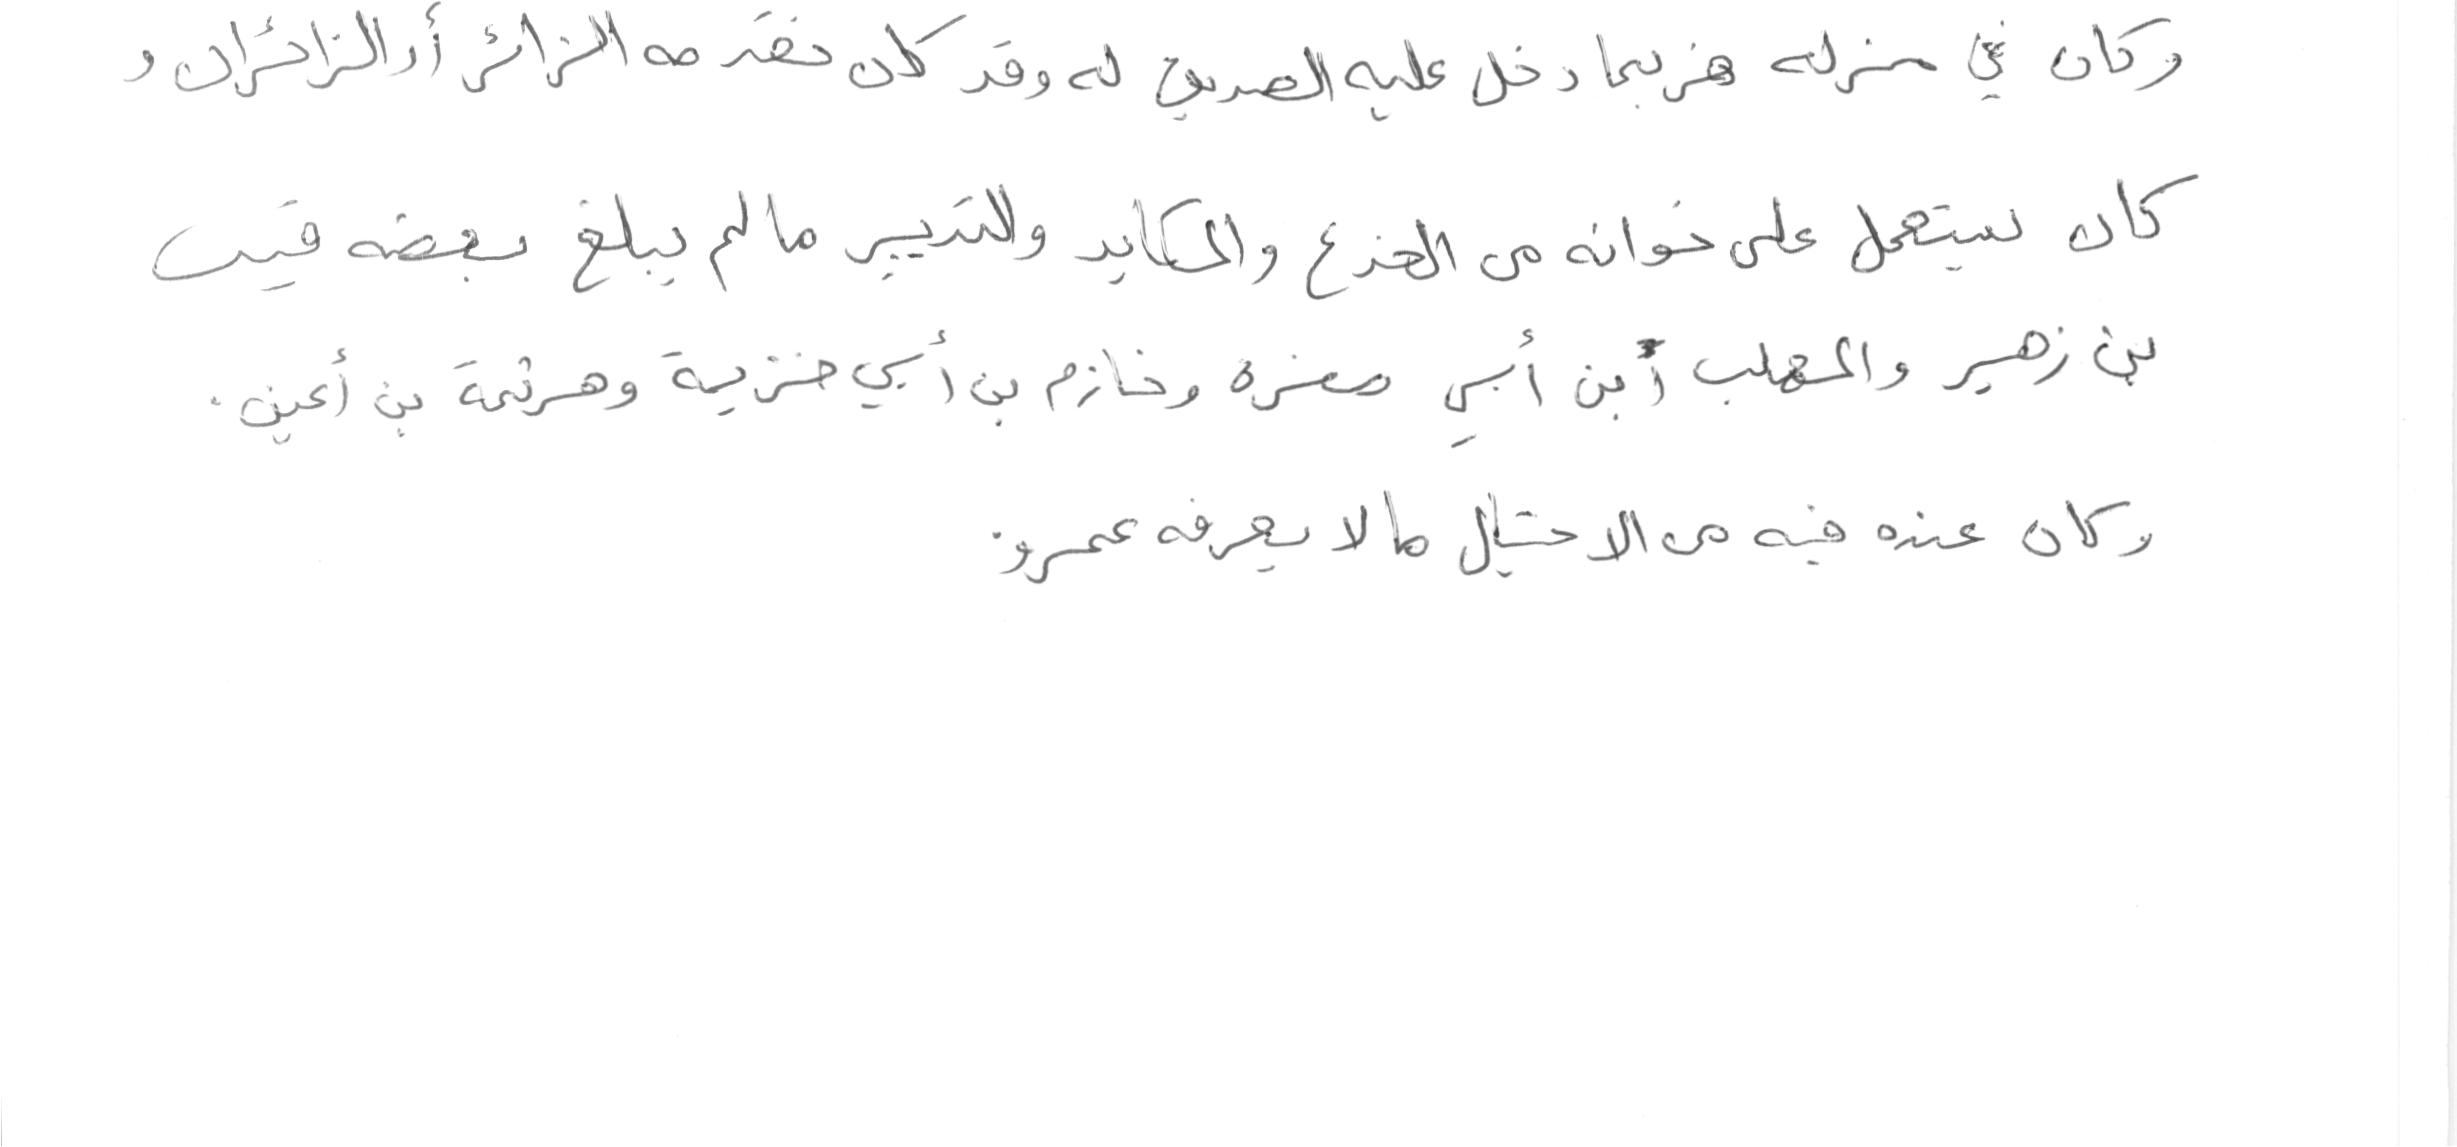 وكان في منزله فربما دخل عليه الصديق له وقد كان تقدمه الزائر أو الزائران و
كان يستعمل على خوانه من الخدع والمكايد والتدبير ما لم يبلغ بعضه قيس
بن زهير والمهلب أبن أبي صفرة وخازم بن أبي خزيمة وهرثمة بن أعين.
وكان عنده فيه من الاحتيال ما لا يعرفه عمرو.